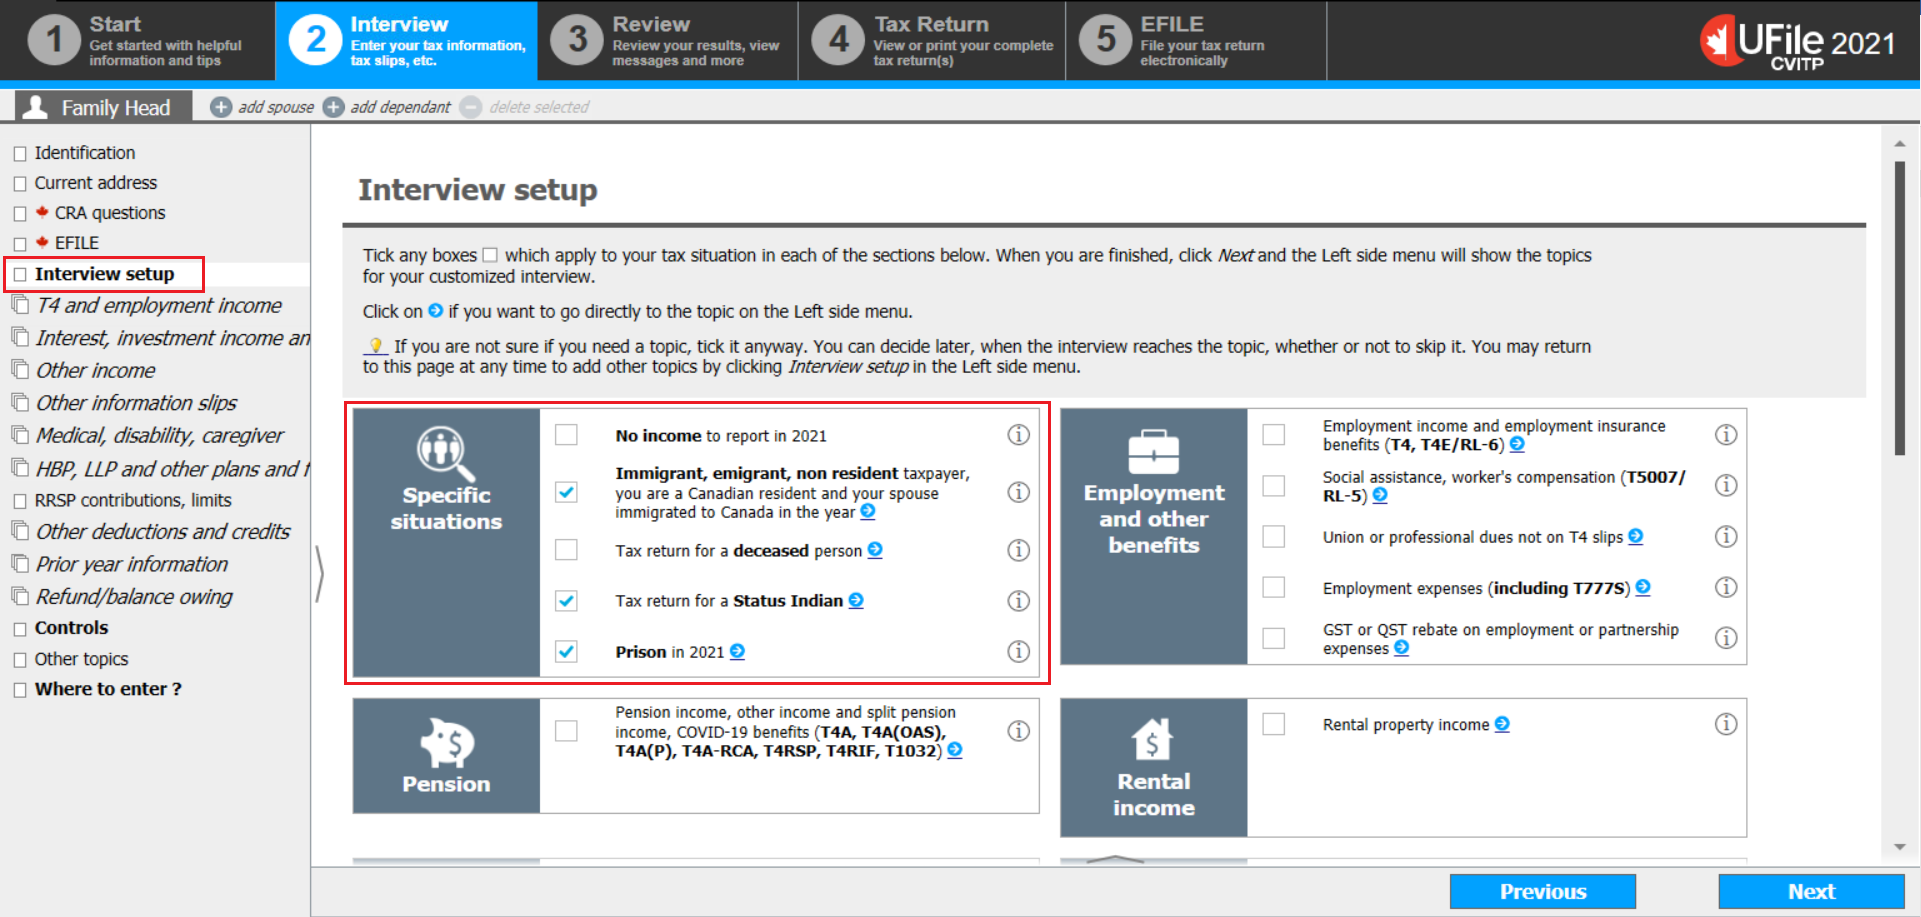 1
Start
Get started with helpful
information and tips
2
Interview
Enter your tax information,
tax slips, etc.
3
Review
Review your results, view
messages and more
4
Tax Return
View or print your complete
tax return(s)
5
EFILE
File your tax return
electronically
UFile 2021
CVITP
Family Head
add spouse
add dependant
delete selected
Identification
Current address
CRA questions
EFILE
Interview setup
T4 and employment income
Interest, investment income an
Other income
Other information slips
Medical, disability, caregiver
HBP, LLP and other plans and f
RRSP contributions, limits
Other deductions and credits
Prior year information
Refund/balance owing
Controls
Other topics
Where to enter ?
Interview setup
Tick any boxes which apply to your tax situation in each of the sections below. When you are finished, click Next and the Left side menu will show the topics
for your customized interview.
Click on if you want to go directly to the topic on the Left side menu.
If you are not sure if you need a topic, tick it anyway. You can decide later, when the interview reaches the topic, whether or not to skip it. You may return
to this page at any time to add other topics by clicking Interview setup in the Left side menu.
Specific
situations
No income to report in 2021
Immigrant, emigrant, non resident taxpayer,
you are a Canadian resident and your spouse
immigrated to Canada in the year
Tax return for a deceased person
Tax return for a Status Indian
Prison in 2021
Employment
and other
benefits
Employment income and employment insurance
benefits (T4, T4E/RL-6)
Social assistance, worker's compensation (T5007/
RL-5)
Union or professional dues not on T4 slips
Employment expenses (including T777S)
GST or QST rebate on employment or partnership
expenses
Pension
Pension income, other income and split pension
income, COVID-19 benefits (T4A, T4A(OAS),
T4A(P), T4A-RCA, T4RSP, T4RIF, T1032)
Rental
income
Rental property income
Previous
Next